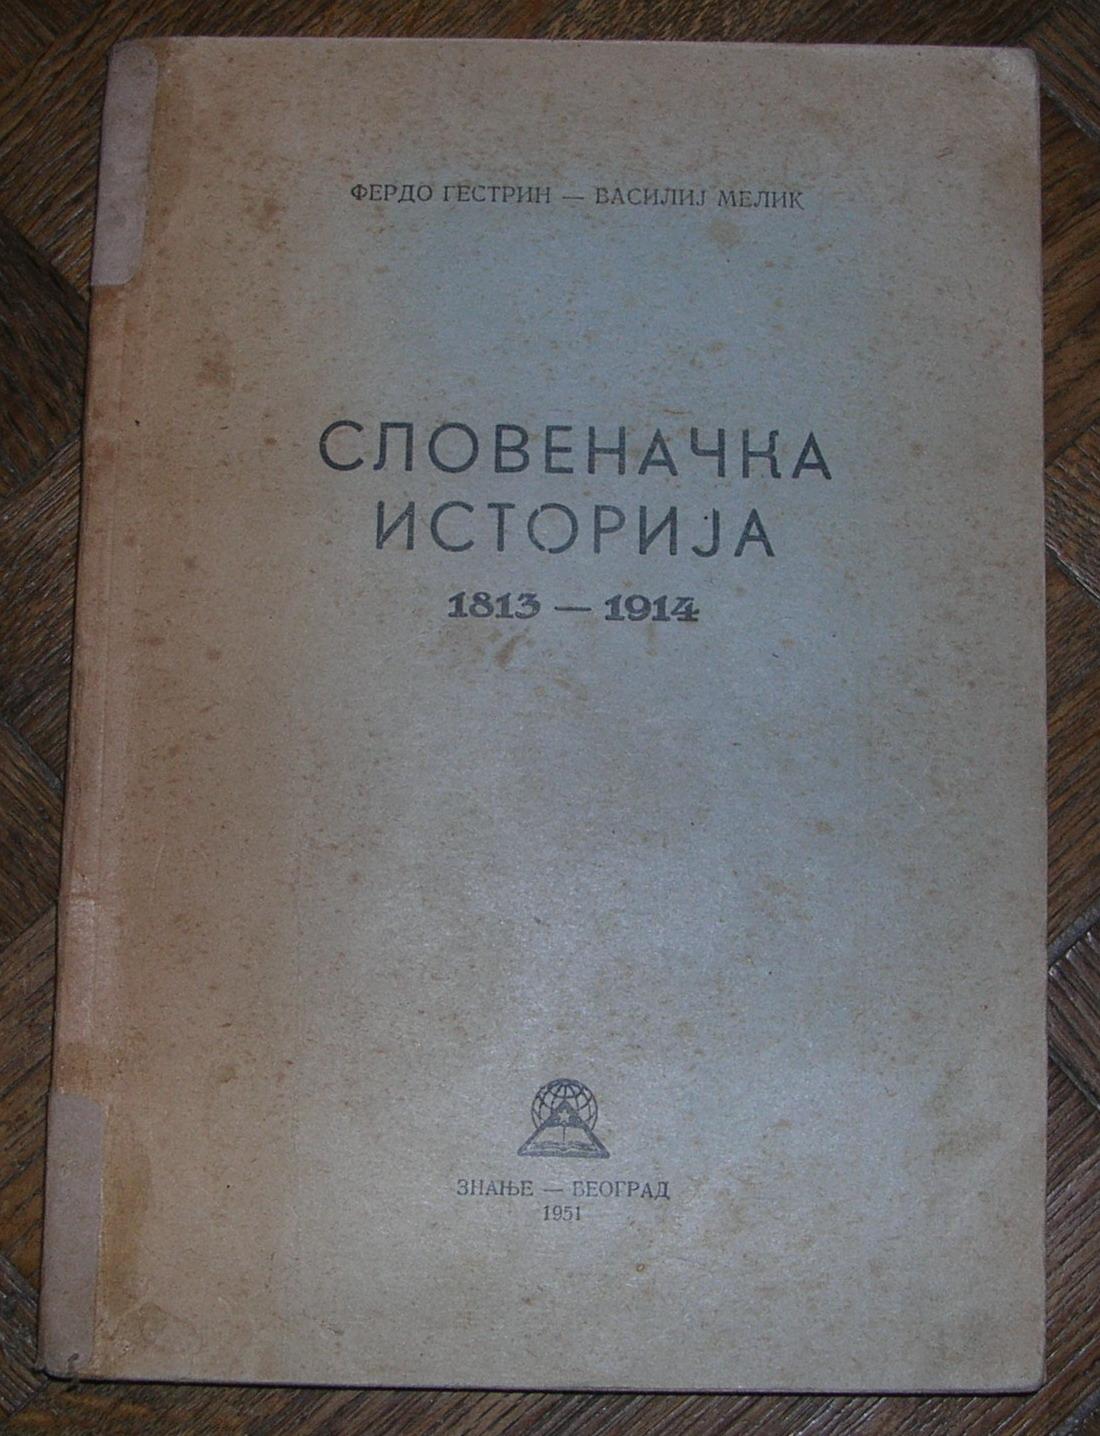 ФЕРДО ГЕСТРИН — ВАСИЛИЈ МЕЛИК
СЛОВЕНАЧКА
ИСТОРИЈА
1813 — 1914
ЗНАЊЕ — БЕОГРАД
1951